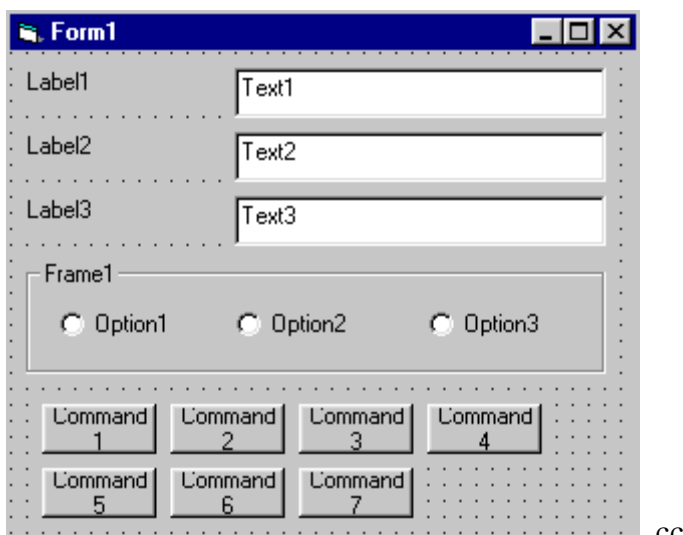 Form1
Label1 Text1
Label2 Text2
Label3 Text3
Frame1
Option1 Option2 Option3
Command 1 Command 2 Command 3 Command 4
Command 5 Command 6 Command 7